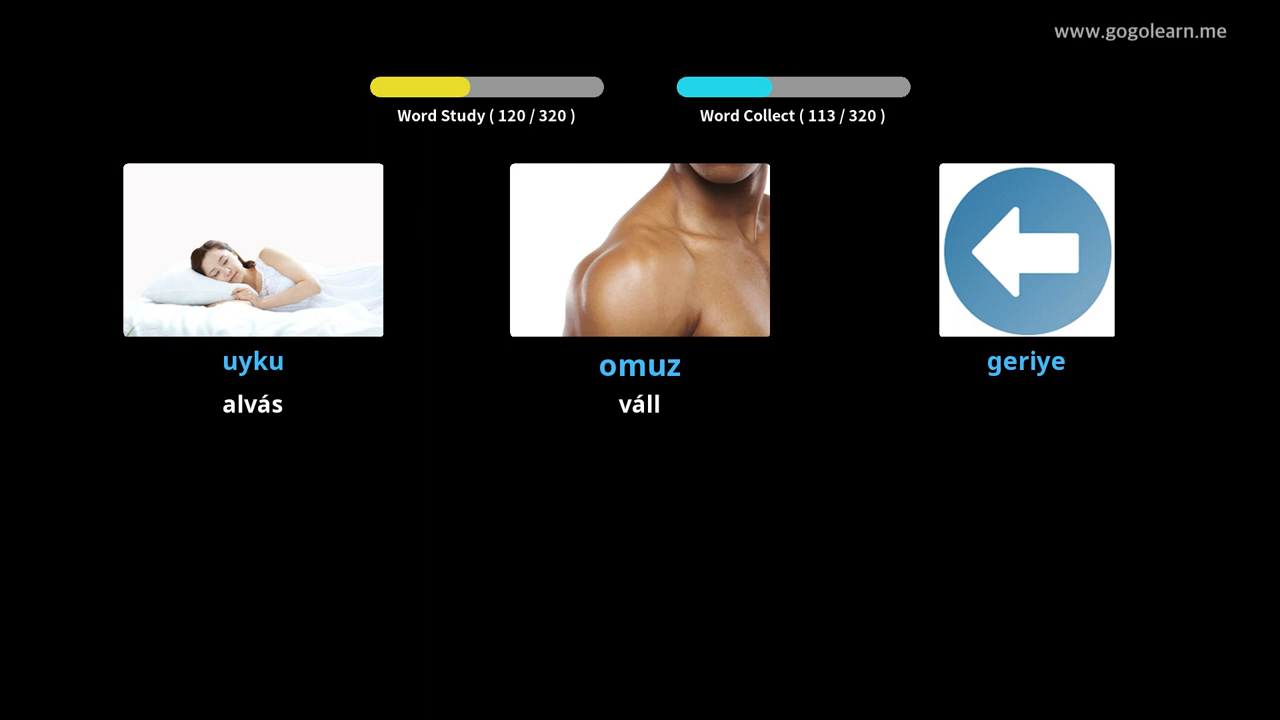 www.gogolearn.me
Word Study ( 120 / 320 )
Word Collect ( 113 / 320 )
uyku
omuz
geriye
alvás
váll